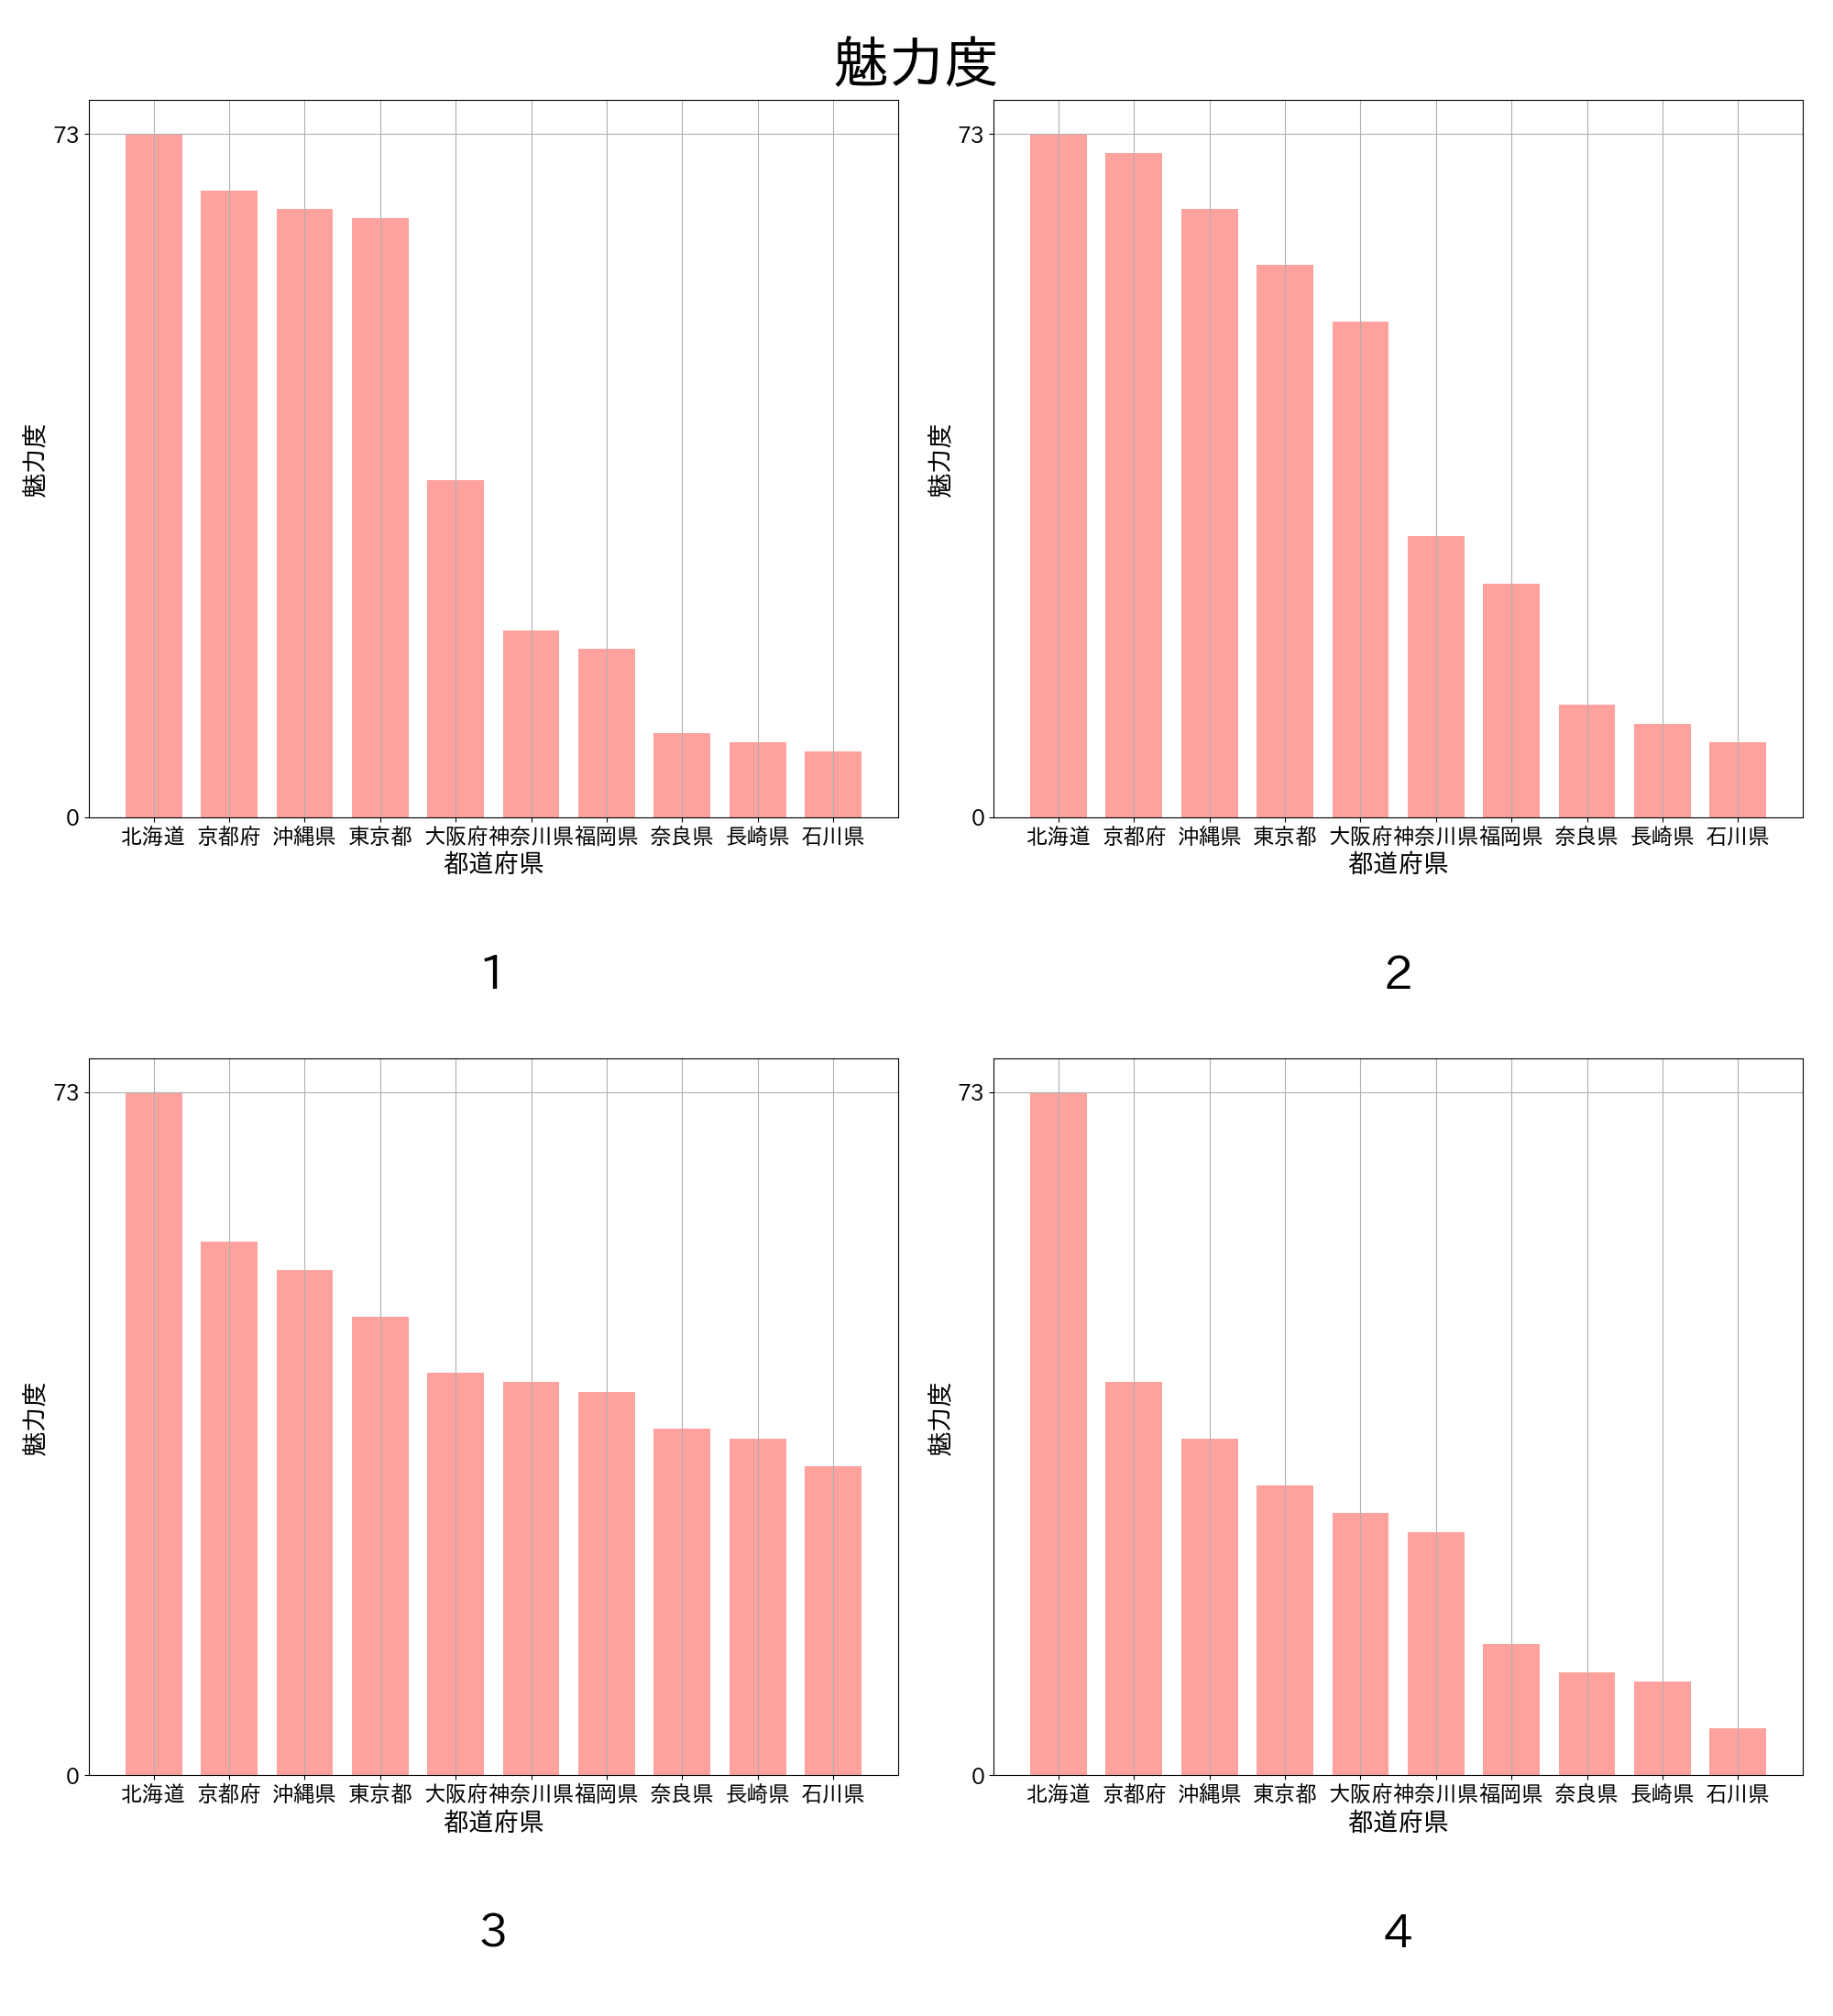 魅力度
73
0
魅力度
北海道 京都府 沖縄県 東京都 大阪府 神奈川県 福岡県 奈良県 長崎県 石川県
都道府県
1
73
0
魅力度
北海道 京都府 沖縄県 東京都 大阪府 神奈川県 福岡県 奈良県 長崎県 石川県
都道府県
2
73
0
魅力度
北海道 京都府 沖縄県 東京都 大阪府 神奈川県 福岡県 奈良県 長崎県 石川県
都道府県
3
73
0
魅力度
北海道 京都府 沖縄県 東京都 大阪府 神奈川県 福岡県 奈良県 長崎県 石川県
都道府県
4